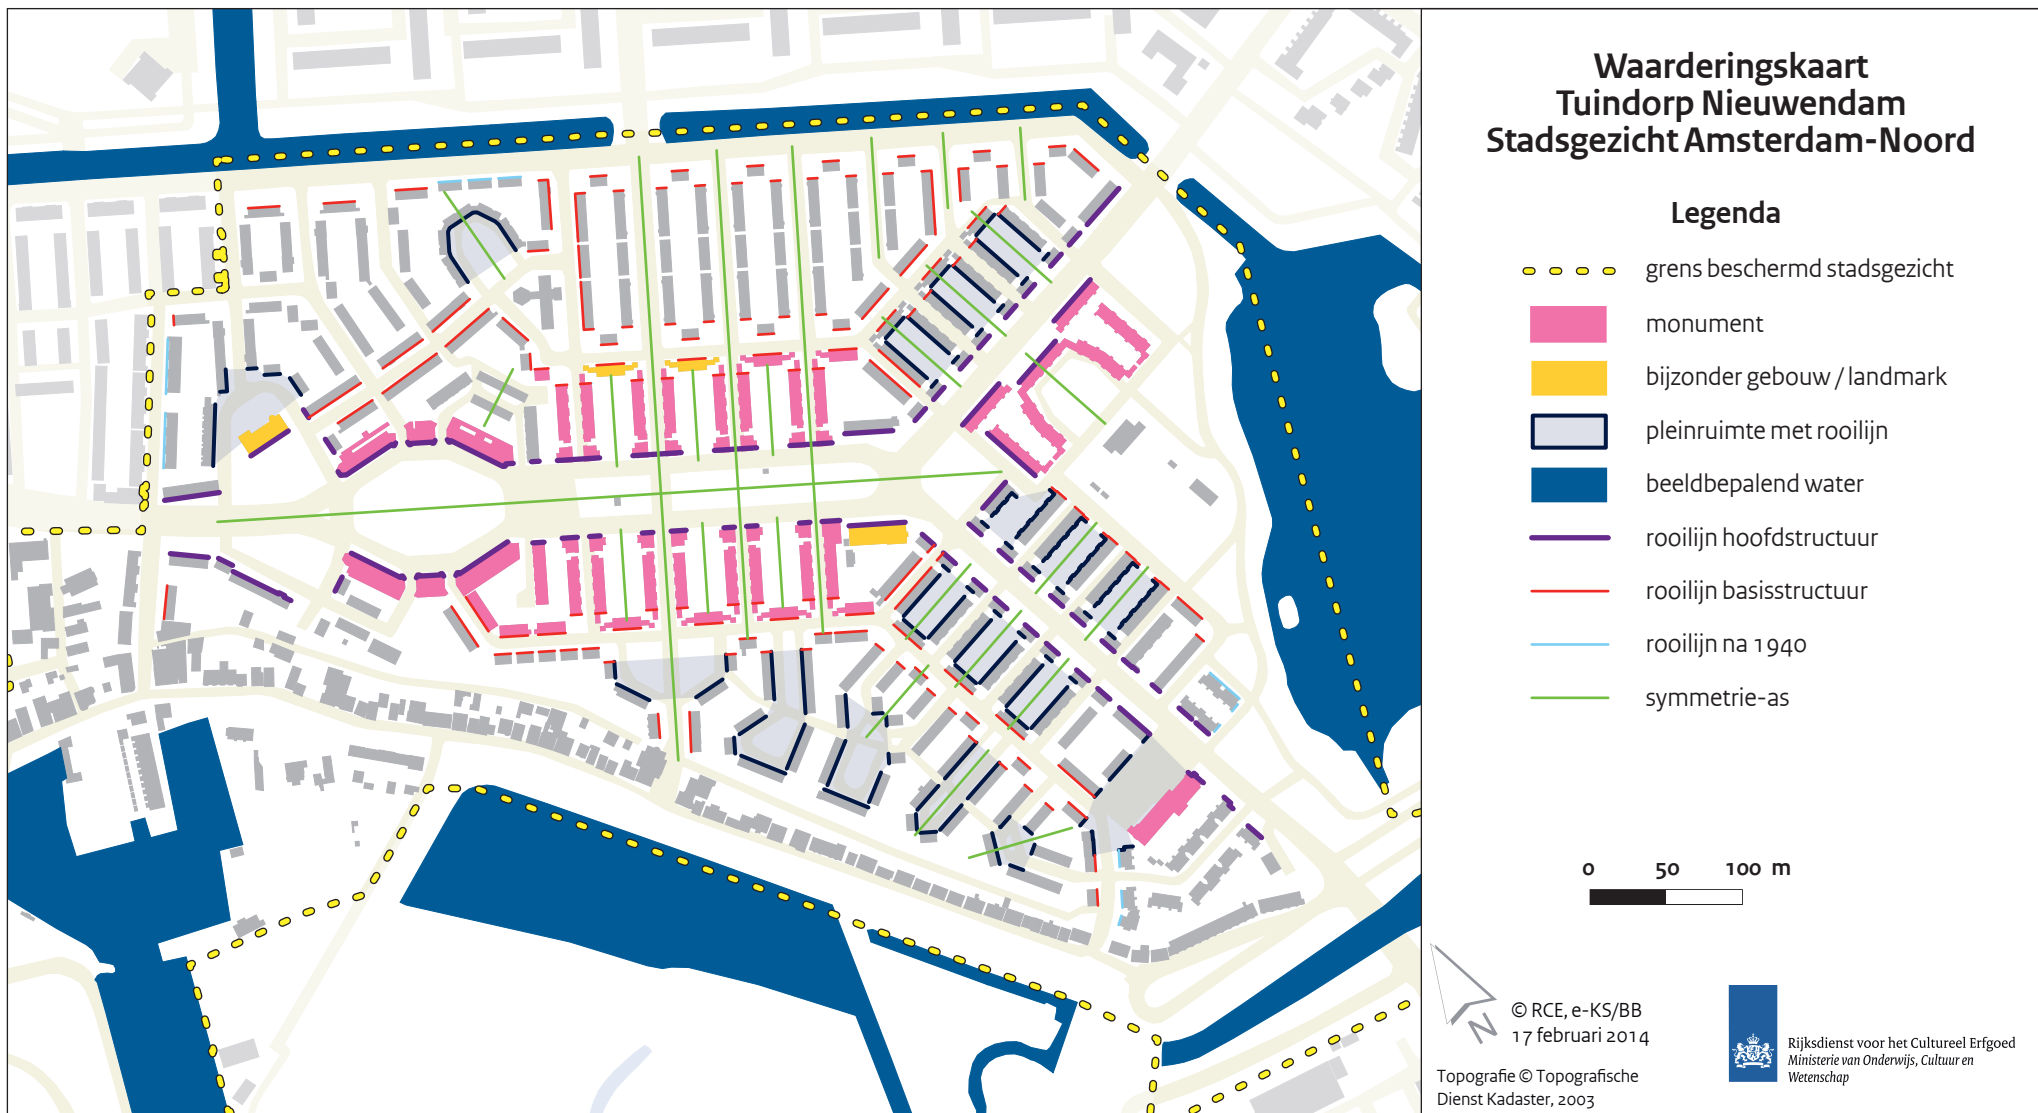 Waarderingskaart
Tuindorp Nieuwendam
Stadsgezicht Amsterdam-Noord
Legenda
grens beschermd stadsgezicht
monument
bijzonder gebouw / landmark
pleinruimte met rooilijn
beeldbepalend water
rooilijn hoofdstructuur
rooilijn basisstructuur
rooilijn na 1940
symmetrie-as
0 50 100 m
N
© RCE, e-KS/BB
17 februari 2014
Topografie © Topografische
Dienst Kadaster, 2003
Rijksdienst voor het Cultureel Erfgoed
Ministerie van Onderwijs, Cultuur en
Wetenschap